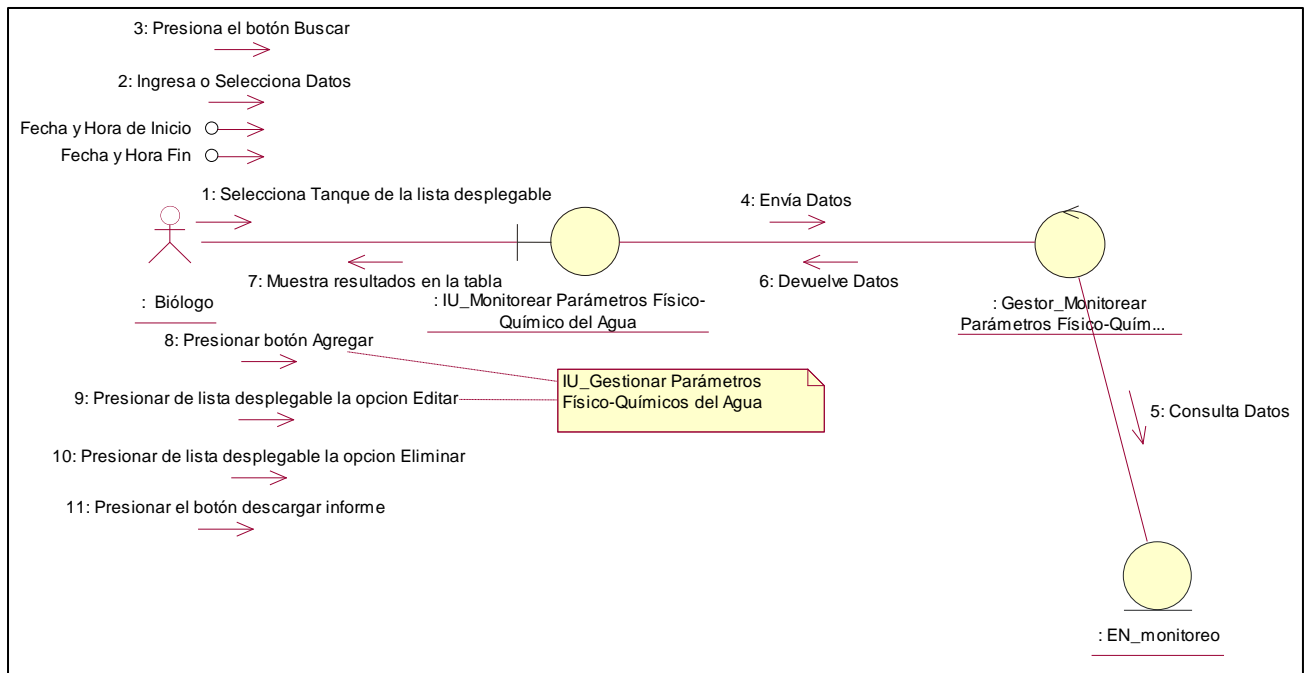 3: Presiona el botón Buscar
2: Ingresa o Selecciona Datos
Fecha y Hora de Inicio
Fecha y Hora Fin
1: Selecciona Tanque de la lista desplegable
4: Envía Datos
7: Muestra resultados en la tabla
6: Devuelve Datos
: Biólogo
: IU_Monitorear Parámetros Físico-
Químico del Agua
: Gestor_Monitorear
Parámetros Físico-Quím...
8: Presionar botón Agregar
IU_Gestionar Parámetros
Físico-Químicos del Agua
9: Presionar de lista desplegable la opcion Editar
5: Consulta Datos
10: Presionar de lista desplegable la opcion Eliminar
11: Presionar el botón descargar informe
: EN_monitoreo